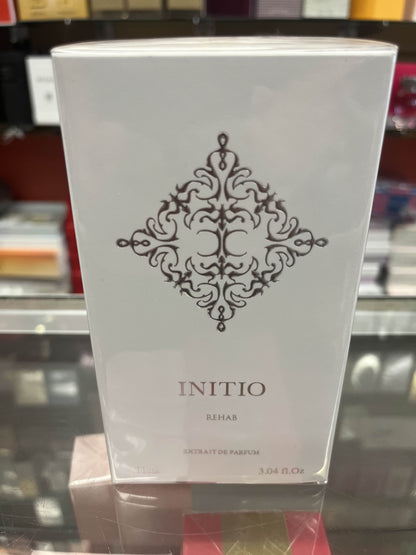 INITIO
REHAB
EXTRAIT DE PARFUM
3.04 fl.Oz